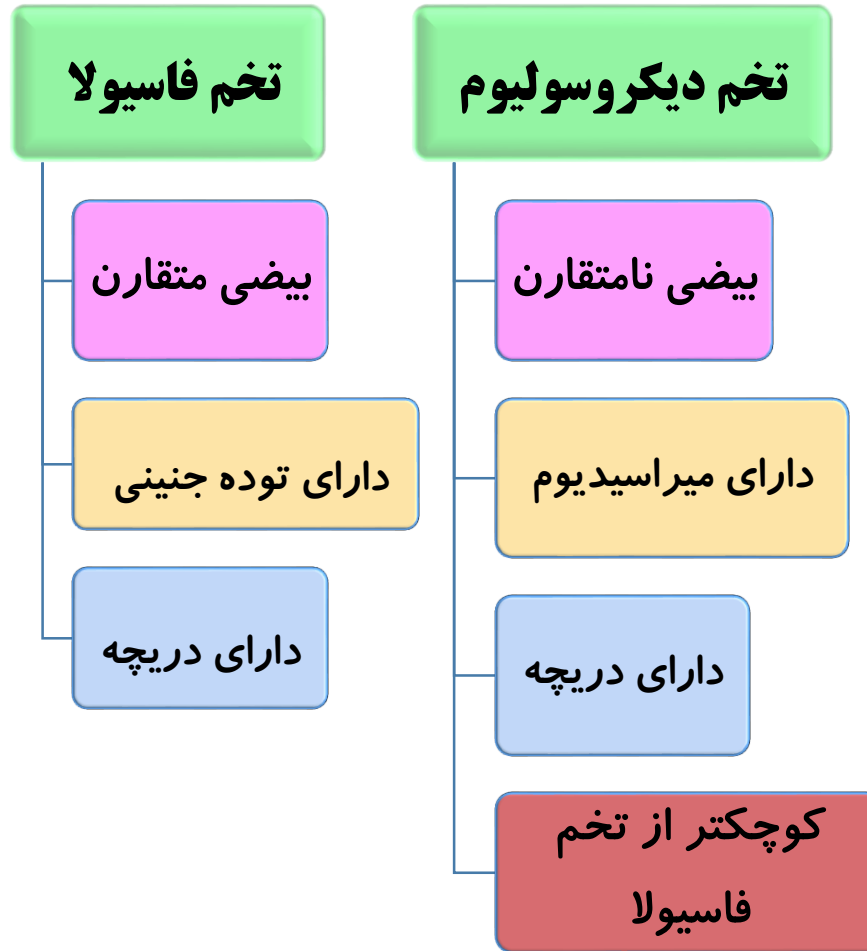 تخم دیکروسولیوم
بیضی نامتقارن
دارای میراسیدیوم
دارای دریچه
کوچکتر از تخم
فاسیولا
تخم فاسیولا
بیضی متقارن
دارای توده جنینی
دارای دریچه